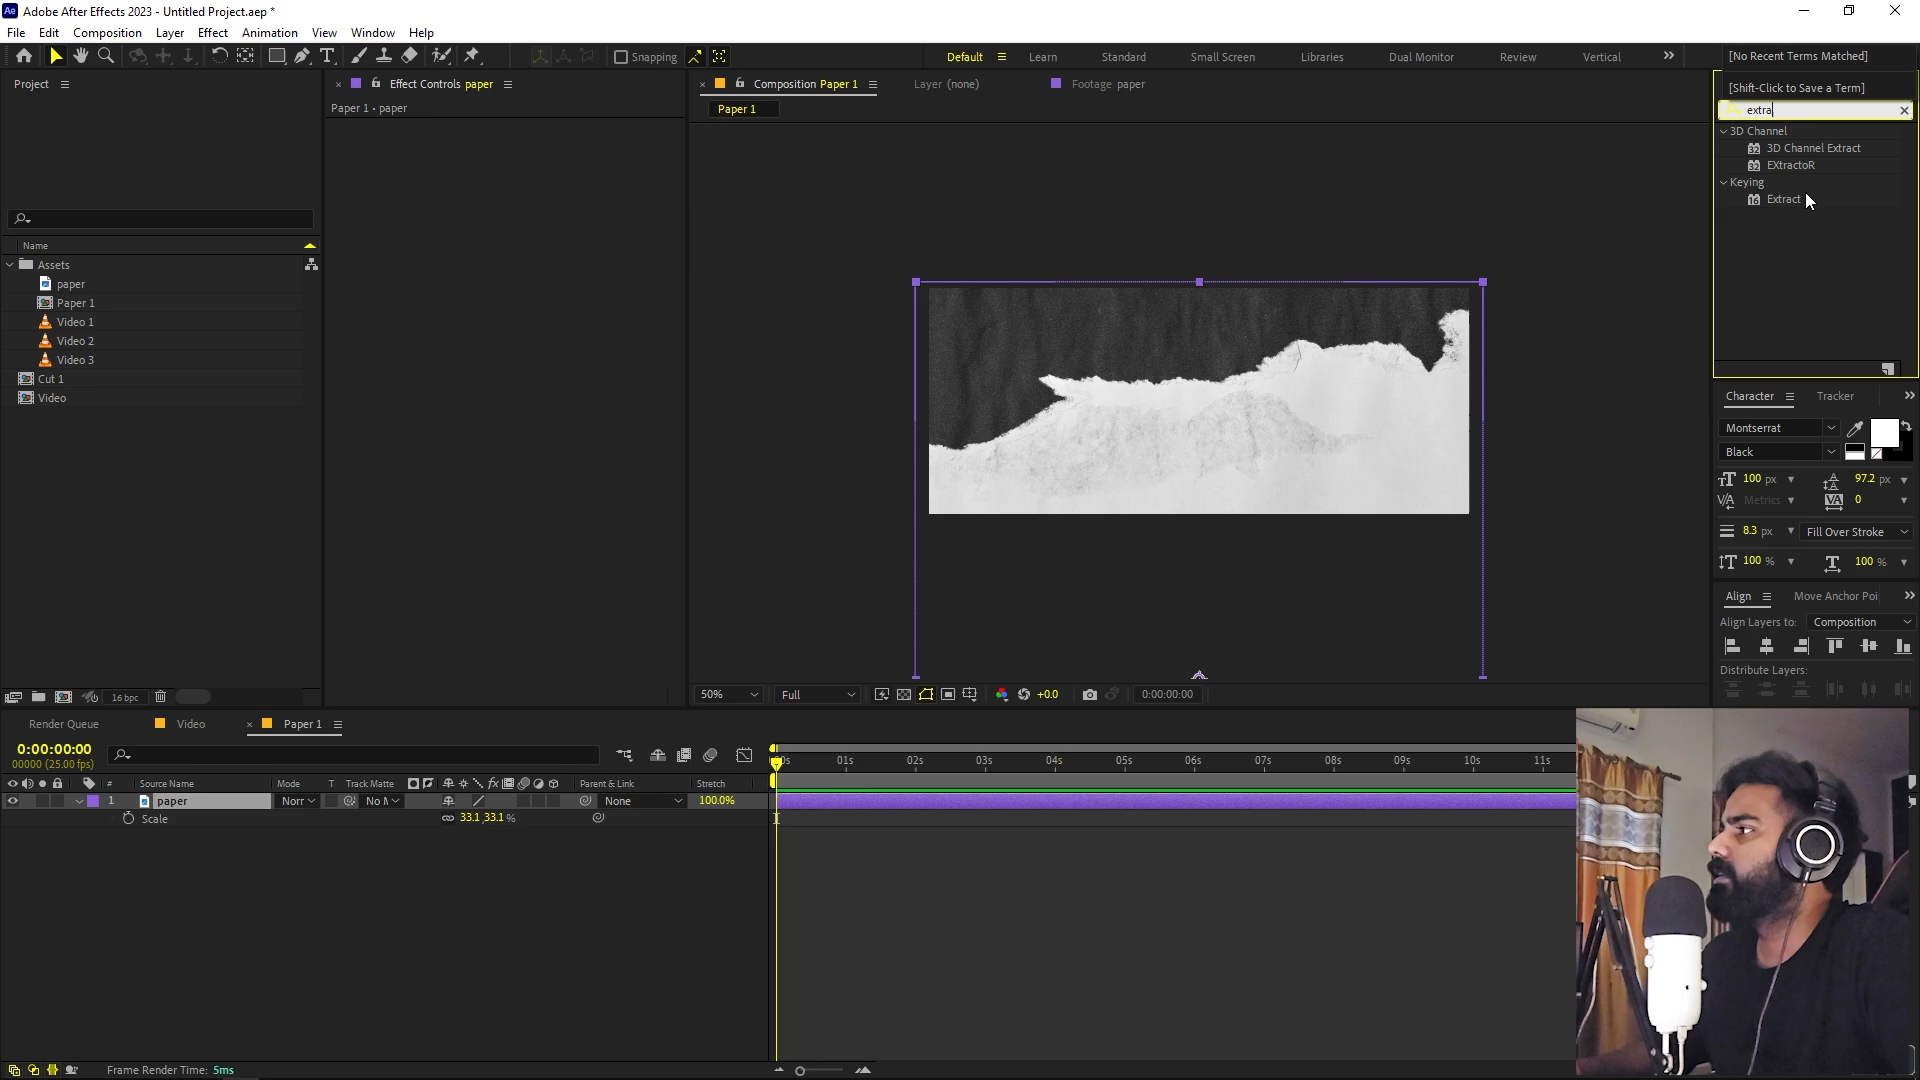 Ae Adobe After Effects 2023 - Untitled Project.aep *
File Edit Composition Layer Effect Animation View Window Help
Snapping
Default Learn Standard Small Screen Libraries Dual Monitor Review Vertical
[No Recent Terms Matched]
[Shift-Click to Save a Term]
extra
3D Channel
32 3D Channel Extract
32 EXtractoR
Keying
16 Extract
Project
Effect Controls paper
Paper 1 • paper
Composition Paper 1
Layer (none)
Footage paper
Paper 1
Name
Assets
paper
Paper 1
Video 1
Video 2
Video 3
Cut 1
Video
16 bpc
50%
Full
+0.0
0:00:00:00
Character
Tracker
Montserrat
Black
100 px
97.2 px
Metrics
0
8.3 px
Fill Over Stroke
100 %
100 %
Align
Move Anchor Poi
Align Layers to: Composition
Distribute Layers:
Render Queue
Video
Paper 1
0:00:00:00
00000 (25.00 fps)
# Source Name Mode T Track Matte fx Parent & Link Stretch
1 paper Norr No M None 100.0%
Scale 33.1,33.1 %
01s 02s 03s 04s 05s 06s 07s 08s 09s 10s 11s
Frame Render Time: 5ms